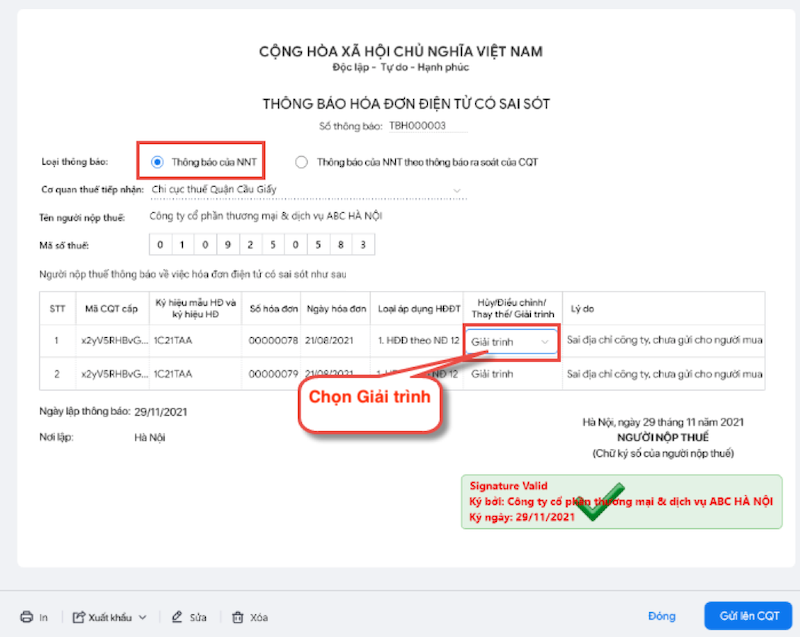 CỘNG HÒA XÃ HỘI CHỦ NGHĨA VIỆT NAM
Độc lập - Tự do - Hạnh phúc
THÔNG BÁO HÓA ĐƠN ĐIỆN TỬ CÓ SAI SÓT
Số thông báo: TBH000003
Loại thông báo: Thông báo của NNT Thông báo của NNT theo thông báo rà soát của CQT
Cơ quan thuế tiếp nhận: Chi cục thuế Quận Cầu Giấy
Tên người nộp thuế: Công ty cổ phần thương mại & dịch vụ ABC HÀ NỘI
Mã số thuế: 0 1 0 9 2 5 0 5 8 3
Người nộp thuế thông báo về việc hóa đơn điện tử có sai sót như sau
STT Mã CQT cấp Ký hiệu mẫu HĐ và ký hiệu HĐ Số hóa đơn Ngày hóa đơn Loại áp dụng HĐĐT Hủy/Điều chỉnh/ Thay thế/ Giải trình Lý do
1 x2yV5RHBvG... 1C21TAA 00000078 21/08/2021 1. HĐĐ theo NĐ 12 Giải trình Sai địa chỉ công ty, chưa gửi cho người mua
2 x2yV5RHBvG... 1C21TAA 00000079 21/08/2021 NĐ 12 Giải trình Sai địa chỉ công ty, chưa gửi cho người mua
Chọn Giải trình
Ngày lập thông báo: 29/11/2021
Nơi lập: Hà Nội
Hà Nội, ngày 29 tháng 11 năm 2021
NGƯỜI NỘP THUẾ
(Chữ ký số của người nộp thuế)
Signature Valid
Ký bởi: Công ty cổ phần thương mại & dịch vụ ABC HÀ NỘI
Ký ngày: 29/11/2021
In Xuất khẩu Sửa Xóa Đóng Gửi lên CQT